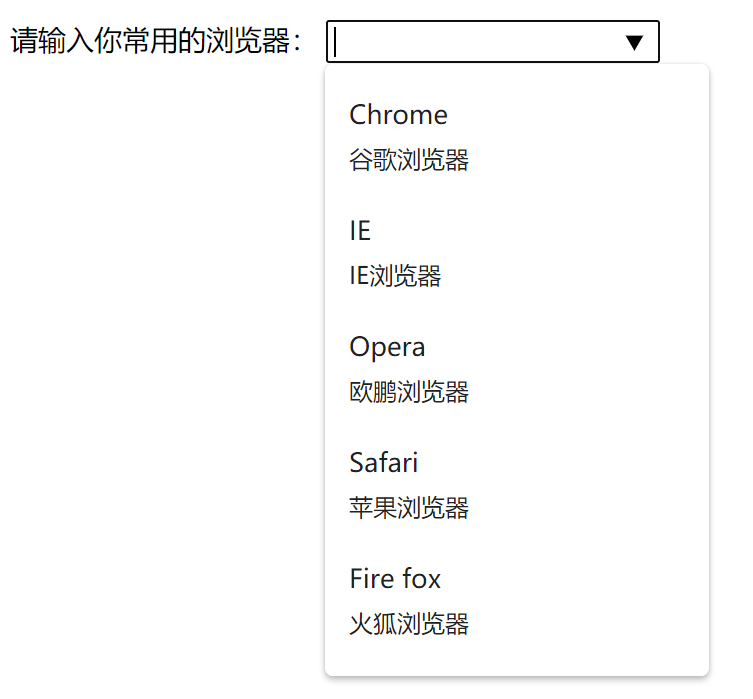 请输入你常用的浏览器：
Chrome
谷歌浏览器
IE
IE浏览器
Opera
欧鹏浏览器
Safari
苹果浏览器
Fire fox
火狐浏览器